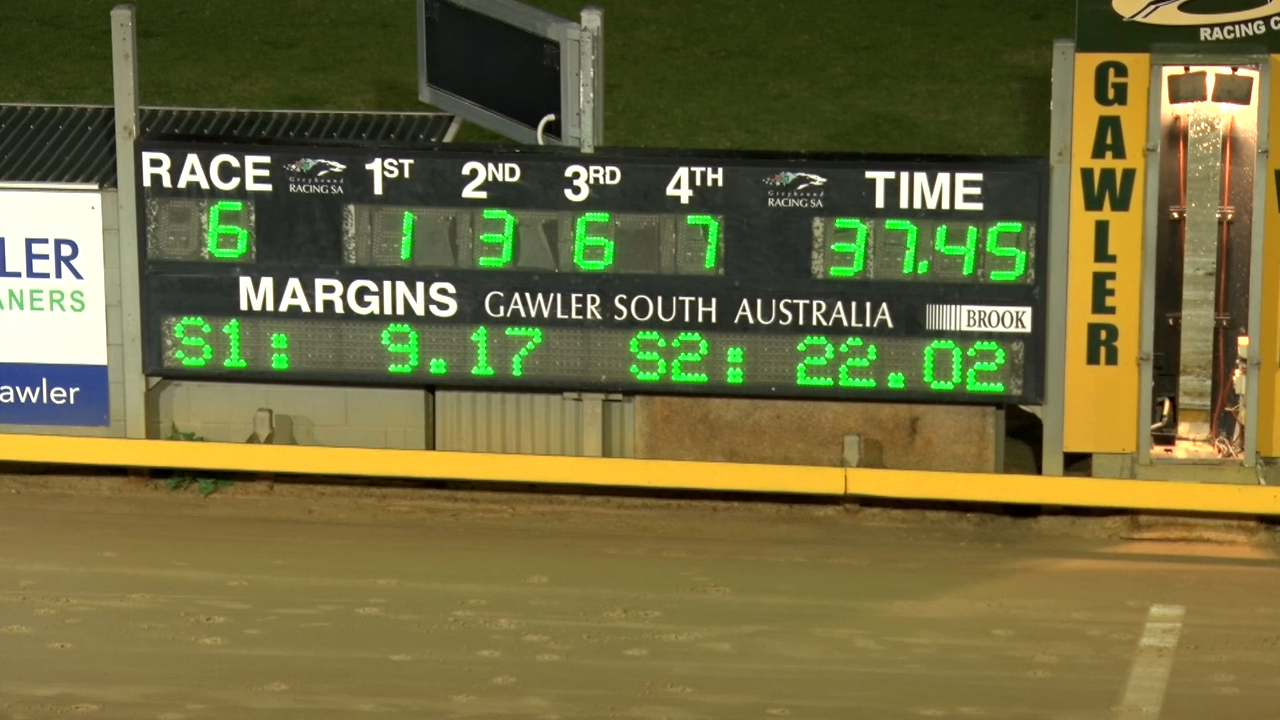 RACING C
RACE 1ST 2ND 3RD 4TH TIME
Greyhound RACING SA
Greyhound RACING SA
6 1 3 6 7 37.45
MARGINS GAWLER SOUTH AUSTRALIA BROOK
S1: 9.17 S2: 22.02
GAWLER
LER
ANERS
awler